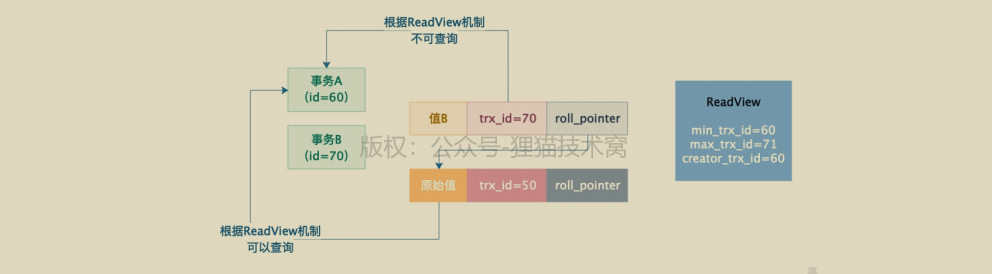 根据ReadView机制
不可查询
事务A
(id=60)
值B
trx_id=70
roll_pointer
事务B
(id=70)
版权：公众号-狸猫技术窝
原始值
trx_id=50
roll_pointer
ReadView
min_trx_id=60
max_trx_id=71
creator_trx_id=60
根据ReadView机制
可以查询